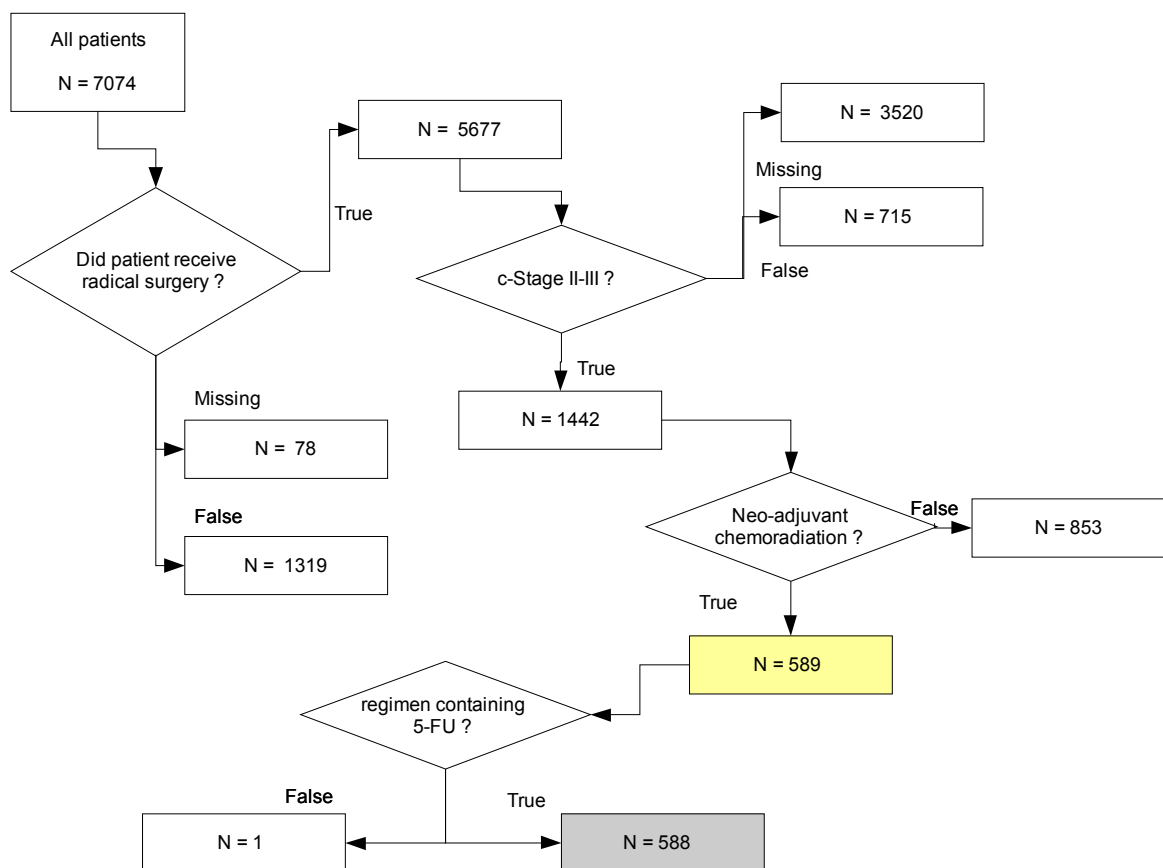 All patients
N = 7074
Did patient receive
radical surgery ?
True
N = 5677
Missing
N = 78
False
N = 1319
c-Stage II-III ?
N = 3520
Missing
N = 715
False
True
N = 1442
Neo-adjuvant
chemoradiation ?
False
N = 853
True
N = 589
regimen containing
5-FU ?
False
N = 1
True
N = 588